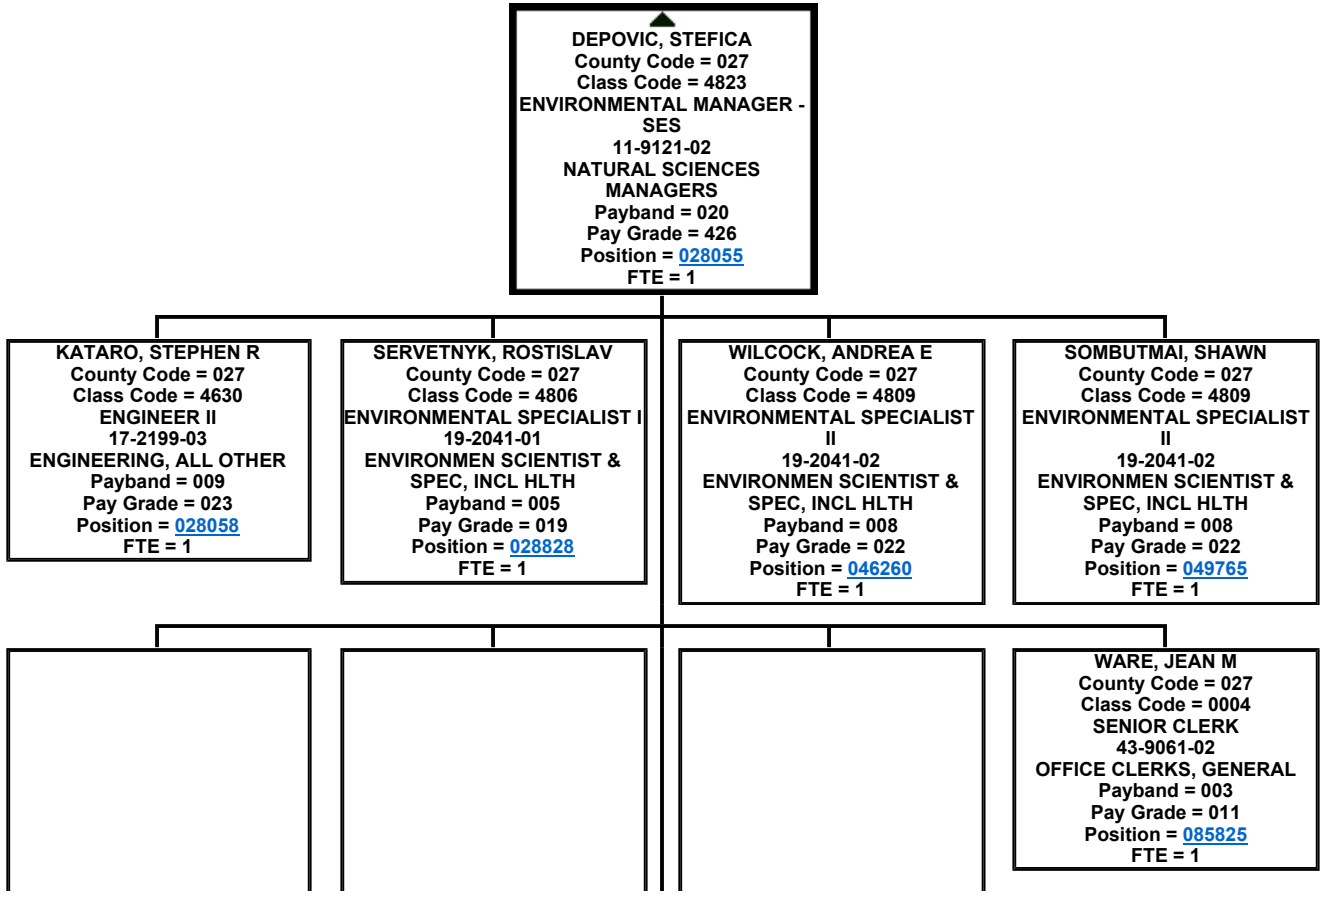 DEPOVIC, STEFICA
County Code = 027
Class Code = 4823
ENVIRONMENTAL MANAGER -
SES
11-9121-02
NATURAL SCIENCES
MANAGERS
Payband = 020
Pay Grade = 426
Position = 028055
FTE = 1
KATARO, STEPHEN R
County Code = 027
Class Code = 4630
ENGINEER II
17-2199-03
ENGINEERING, ALL OTHER
Payband = 009
Pay Grade = 023
Position = 028058
FTE = 1
SERVETNYK, ROSTISLAV
County Code = 027
Class Code = 4806
ENVIRONMENTAL SPECIALIST I
19-2041-01
ENVIRONMEN SCIENTIST &
SPEC, INCL HLTH
Payband = 005
Pay Grade = 019
Position = 028828
FTE = 1
WILCOCK, ANDREA E
County Code = 027
Class Code = 4809
ENVIRONMENTAL SPECIALIST
II
19-2041-02
ENVIRONMEN SCIENTIST &
SPEC, INCL HLTH
Payband = 008
Pay Grade = 022
Position = 046260
FTE = 1
SOMBUTMAI, SHAWN
County Code = 027
Class Code = 4809
ENVIRONMENTAL SPECIALIST
II
19-2041-02
ENVIRONMEN SCIENTIST &
SPEC, INCL HLTH
Payband = 008
Pay Grade = 022
Position = 049765
FTE = 1
WARE, JEAN M
County Code = 027
Class Code = 0004
SENIOR CLERK
43-9061-02
OFFICE CLERKS, GENERAL
Payband = 003
Pay Grade = 011
Position = 085825
FTE = 1